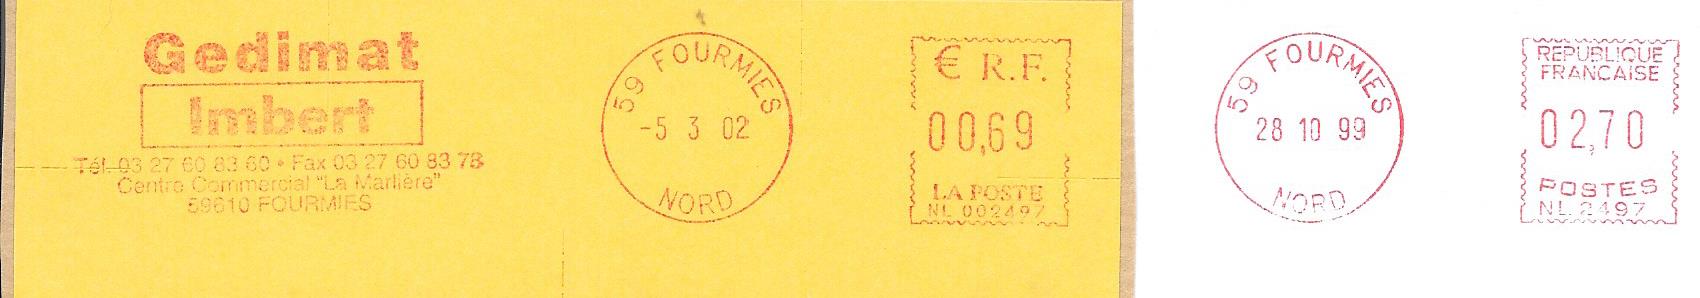 Gedimat
Imbert
Tél. 03 27 60 83 60 • Fax 03 27 60 83 78
Centre Commercial "La Marlière"
59610 FOURMIES
59 FOURMIES
-5 3 02
NORD
€ R.F.
00,69
LA POSTE
NL 002497
59 FOURMIES
28 10 99
NORD
REPUBLIQUE
FRANCAISE
02,70
POSTES
NL 2497